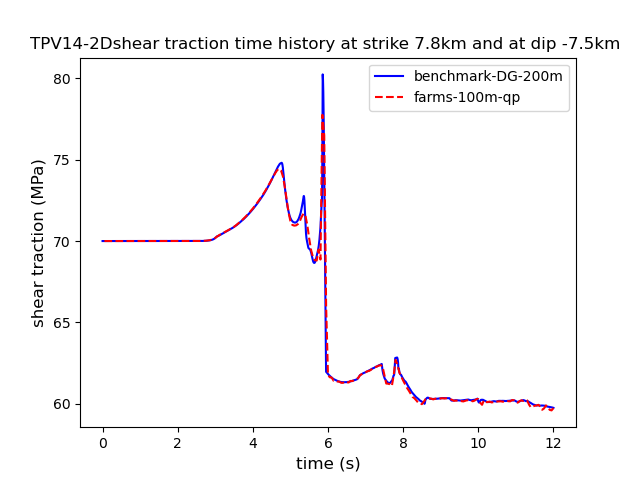 TPV14-2Dshear traction time history at strike 7.8km and at dip -7.5km
benchmark-DG-200m
farms-100m-qp
shear traction (MPa)
80
75
70
65
60
0 2 4 6 8 10 12
time (s)